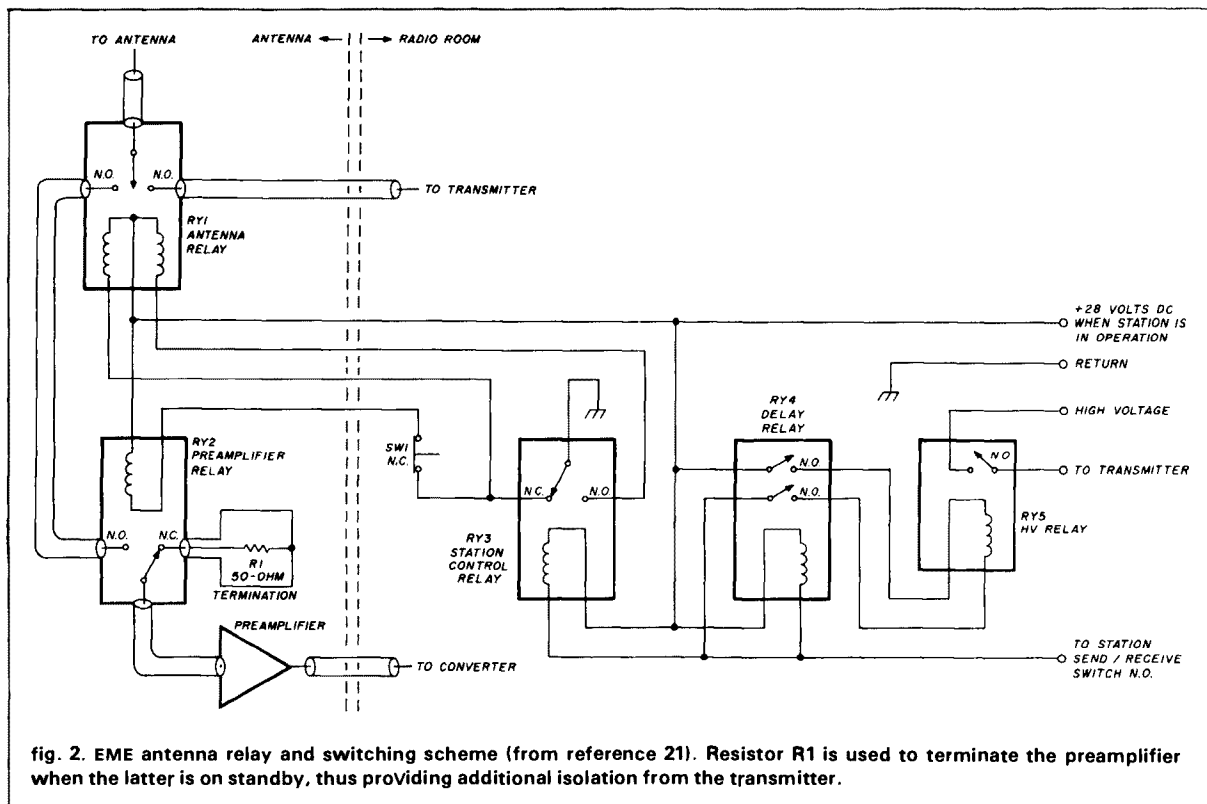 TO ANTENNA
ANTENNA
RADIO ROOM
N.O.
N.O.
TO TRANSMITTER
RY1
ANTENNA
RELAY
+28 VOLTS DC
WHEN STATION IS
IN OPERATION
RETURN
HIGH VOLTAGE
RY2
PREAMPLIFIER
RELAY
SW1
N.C.
RY4
DELAY
RELAY
N.C.
N.O
N.O.
N.O.
N.O
TO TRANSMITTER
RY5
HV RELAY
N.O.
N.C.
R1
50-OHM
TERMINATION
RY3
STATION
CONTROL
RELAY
PREAMPLIFIER
TO CONVERTER
TO STATION
SEND / RECEIVE
SWITCH N.O.
fig. 2. EME antenna relay and switching scheme (from reference 21). Resistor R1 is used to terminate the preamplifier
when the latter is on standby, thus providing additional isolation from the transmitter.